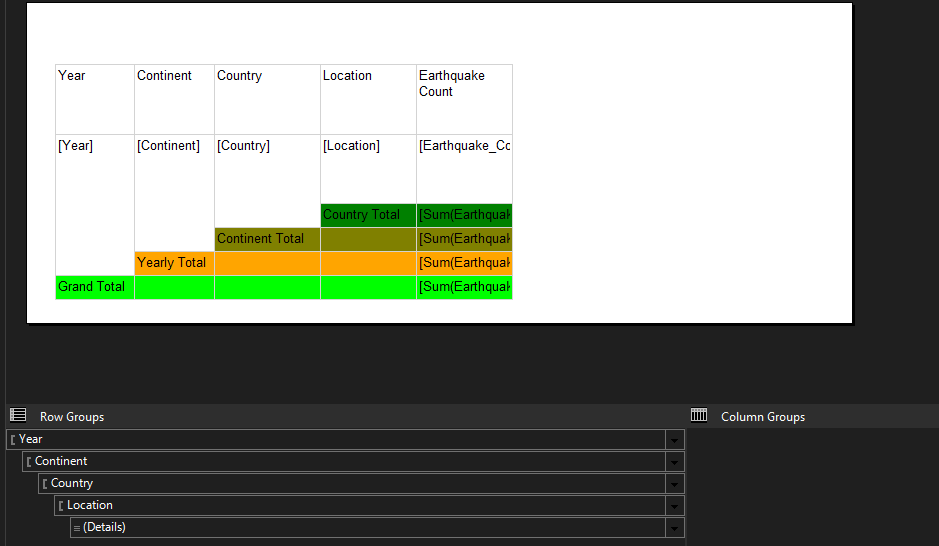 Year Continent Country Location Earthquake
Count
[Year] [Continent] [Country] [Location] [Earthquake_Co
Country Total [Sum(Earthqual
Continent Total [Sum(Earthqual
Yearly Total [Sum(Earthqual
Grand Total [Sum(Earthqual
Row Groups Column Groups
Year
Continent
Country
Location
(Details)